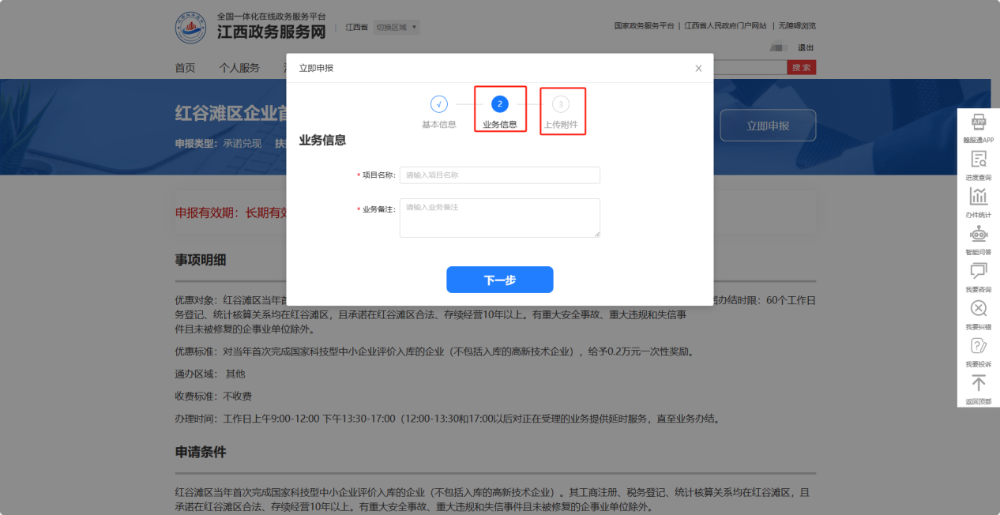 全国一体化在线政务服务平台
江西政务服务网
江西省 切换区域
国家政务服务平台 | 江西省人民政府门户网站 | 无障碍浏览
退出
首页 个人服务
搜索
立即申报
√ 2 3
基本信息 业务信息 上传附件
业务信息
* 项目名称： 请输入项目名称
* 业务备注： 请输入业务备注
下一步
红谷滩区企业
申报类型：承诺兑现
立即申报
申报有效期：长期有
事项明细
优惠对象：红谷滩区当年
办结时限：60个工作日
务登记、统计核算关系均在红谷滩区，且承诺在红谷滩区合法、存续经营10年以上。有重大安全事故、重大违规和失信事
件且未被修复的企事业单位除外。
优惠标准：对当年首次完成国家科技型中小企业评价入库的企业（不包括入库的高新技术企业），给予0.2万元一次性奖励。
通办区域： 其他
收费标准：不收费
办理时间：工作日上午9:00-12:00 下午13:30-17:00（12:00-13:30和17:00以后对正在受理的业务提供延时服务，直至业务办结。
申请条件
红谷滩区当年首次完成国家科技型中小企业评价入库的企业（不包括入库的高新技术企业）。其工商注册、税务登记、统计核算关系均在红谷滩区，且
承诺在红谷滩区合法、存续经营10年以上。有重大安全事故、重大违规和失信事件且未被修复的企事业单位除外。
APP
赣服通APP
进度查询
办件统计
智能问答
我要咨询
我要纠错
我要投诉
返回顶部